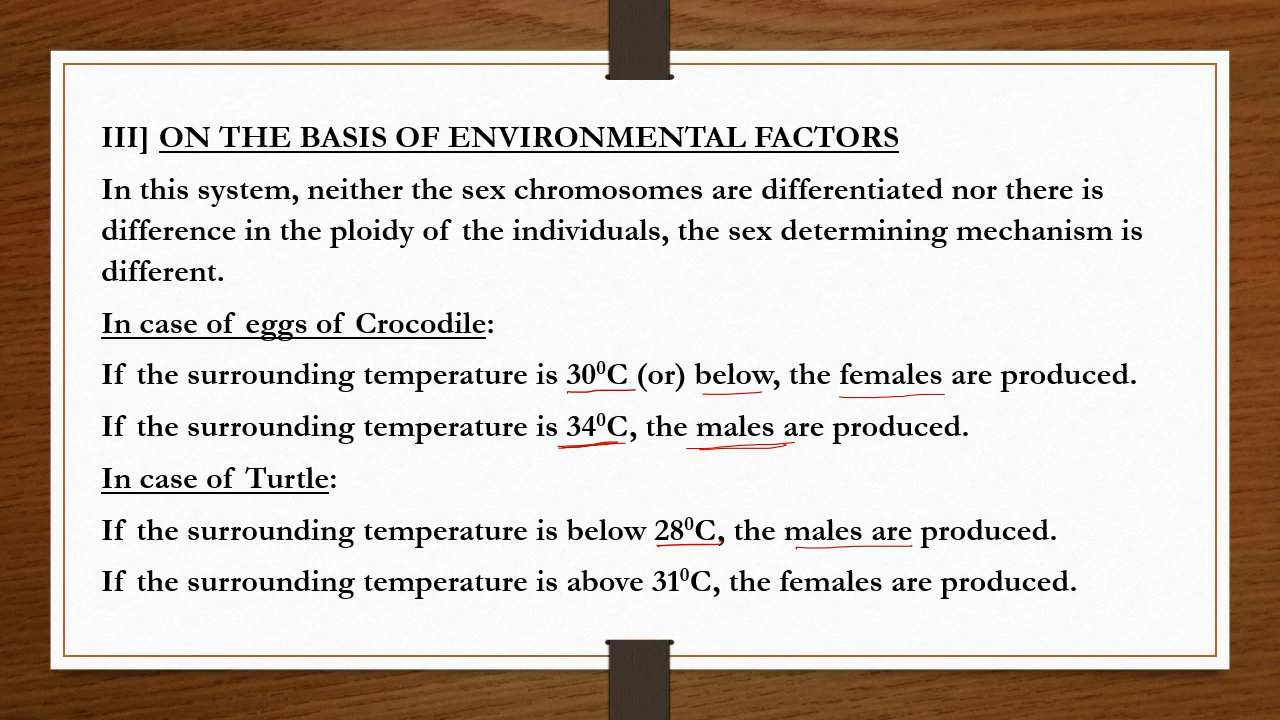 III] ON THE BASIS OF ENVIRONMENTAL FACTORS
In this system, neither the sex chromosomes are differentiated nor there is
difference in the ploidy of the individuals, the sex determining mechanism is
different.
In case of eggs of Crocodile:
If the surrounding temperature is 30⁰C (or) below, the females are produced.
If the surrounding temperature is 34⁰C, the males are produced.
In case of Turtle:
If the surrounding temperature is below 28⁰C, the males are produced.
If the surrounding temperature is above 31⁰C, the females are produced.